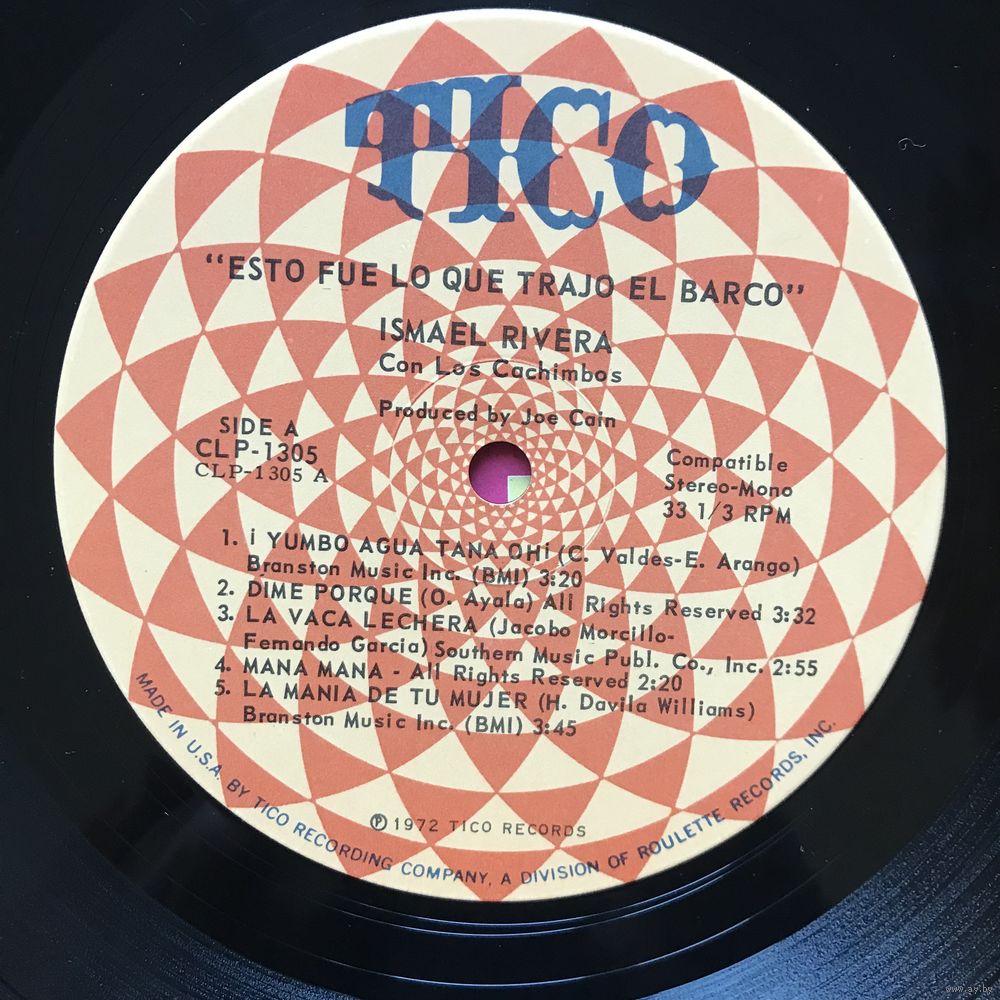 TICO
"ESTO FUE LO QUE TRAJO EL BARCO"
ISMAEL RIVERA
Con Los Cachimbos
Produced by Joe Cain
SIDE A
CLP-1305
CLP-1305 A
Compatible
Stereo-Mono
33 1/3 RPM
1. ¡ YUMBO AGUA TANA OH¡ (C. Valdes-E. Arango)
Branston Music Inc. (BMI) 3:20
2. DIME PORQUE (O. Ayala) All Rights Reserved 3:32
3. LA VACA LECHERA (Jacobo Morcillo-
Fernando Garcia) Southern Music Publ. Co., Inc. 2:55
4. MANA MANA - All Rights Reserved 2:20
5. LA MANIA DE TU MUJER (H. Davila Williams)
Branston Music Inc. (BMI) 3:45
℗ 1972 TICO RECORDS
MADE IN U.S.A. BY TICO RECORDING COMPANY, A DIVISION OF ROULETTE RECORDS, INC.
www.ay.by